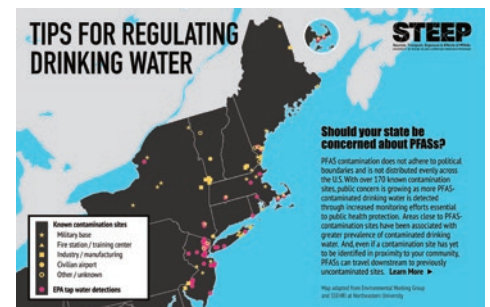 TIPS FOR REGULATING
DRINKING WATER
STEEP
Sources, Transport, Exposure & Effects of PFASs
Should your state be
concerned about PFASs?
PFAS contamination does not adhere to political
boundaries and is not distributed evenly across
the U.S. With over 170 known contamination
sites, public concern is growing as more PFAS-
contaminated drinking water is detected
through increased monitoring efforts essential
to public health protection. Areas close to PFAS-
contamination sites have been associated with
greater prevalence of contaminated drinking
water. And, even if a contamination site has yet
to be identified in proximity to your community,
PFASs can travel downstream to previously
uncontaminated sites. Learn More ►
Map adapted from Environmental Working Group
and SSEHRI at Northeastern University
Known contamination sites
Military base
Fire station / training center
Industry / manufacturing
Civilian airport
Other / unknown
EPA tap water detections